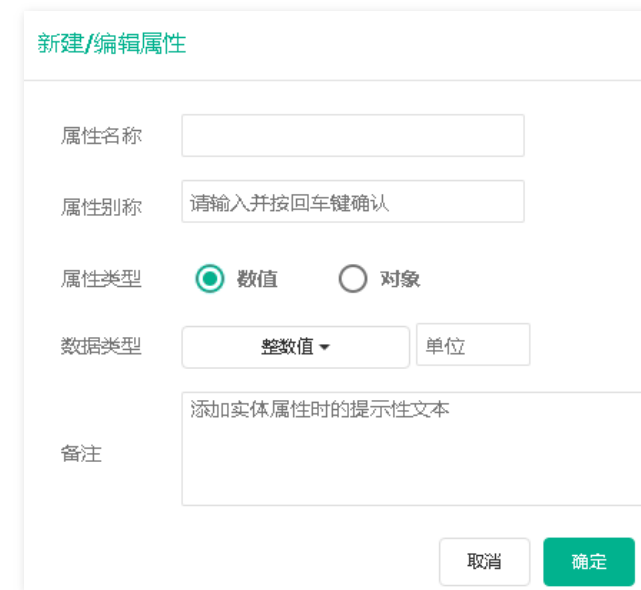 新建/编辑属性
属性名称
属性别称 请输入并按回车键确认
属性类型 数值 对象
数据类型 整数值 单位
添加实体属性时的提示性文本
备注
取消 确定